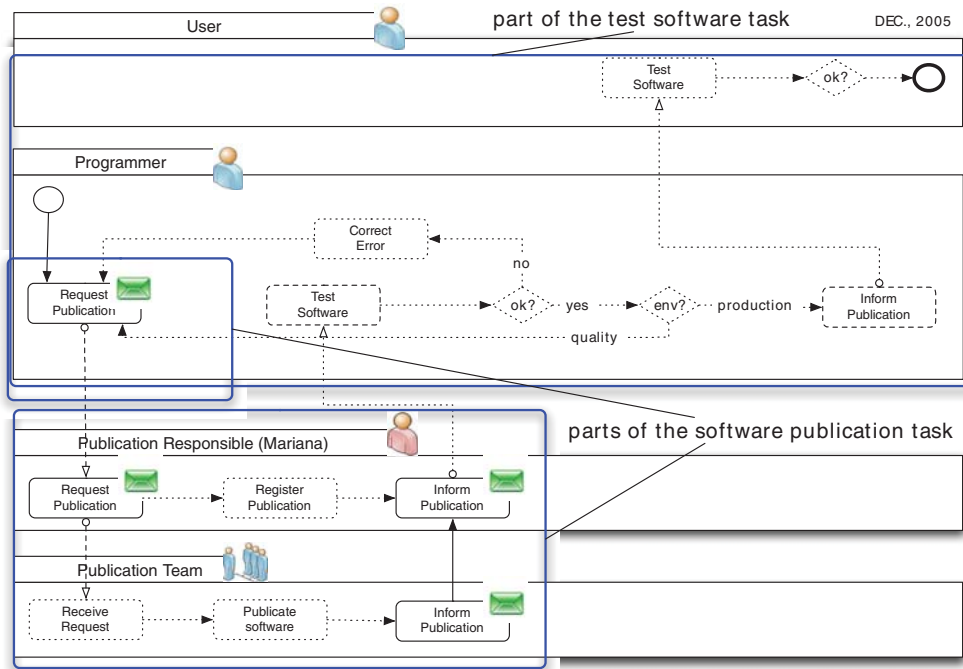 part of the test software task
DEC., 2005
User
Test
Software
ok?
Programmer
Correct
Error
no
Request
Publication
Test
Software
ok?
yes
env?
production
Inform
Publication
quality
parts of the software publication task
Publication Responsible (Mariana)
Request
Publication
Register
Publication
Inform
Publication
Publication Team
Receive
Request
Publicate
software
Inform
Publication